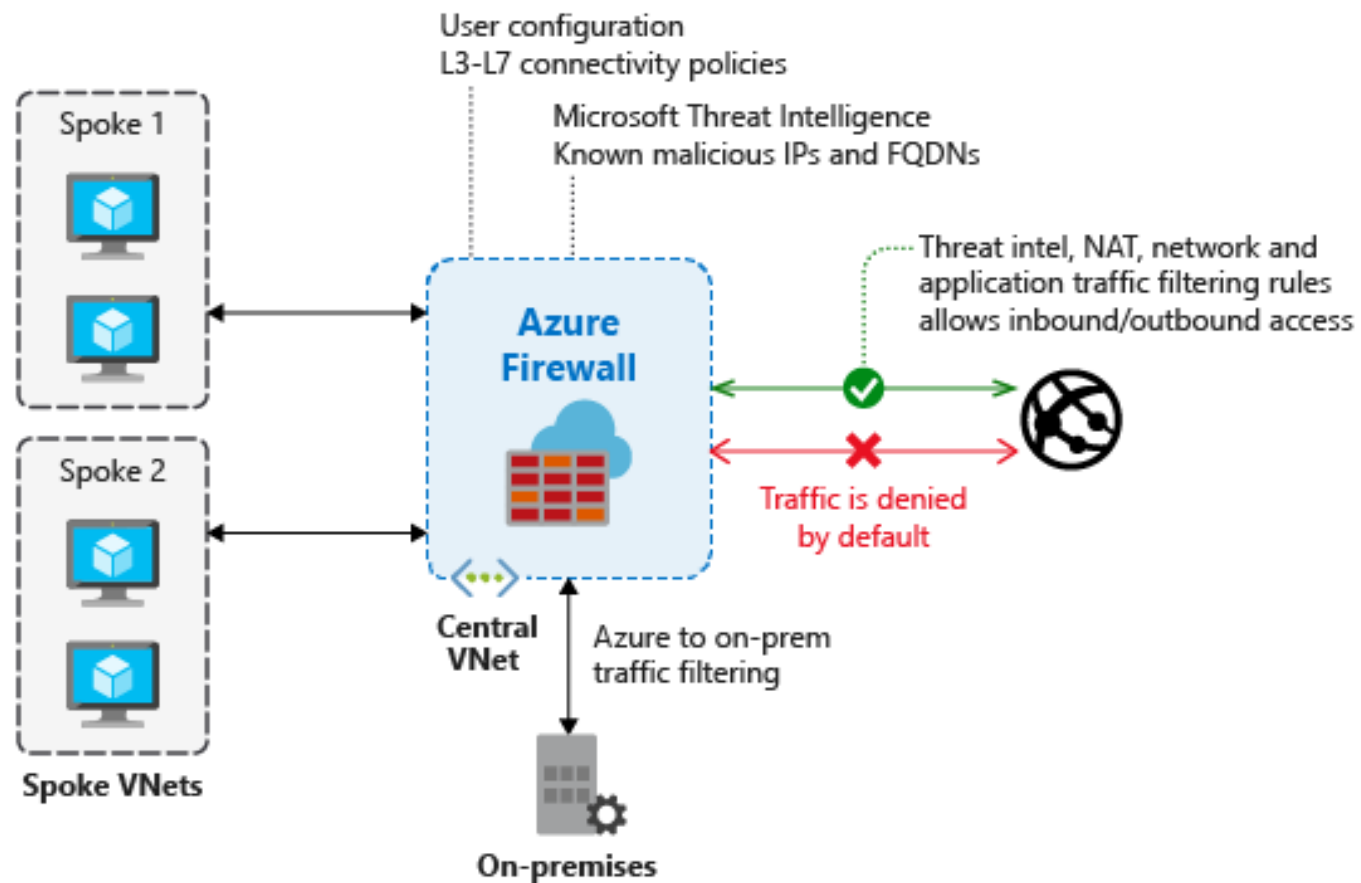 User configuration
L3-L7 connectivity policies
Microsoft Threat Intelligence
Known malicious IPs and FQDNs
Spoke 1
Threat intel, NAT, network and
application traffic filtering rules
allows inbound/outbound access
Azure
Firewall
Spoke 2
Traffic is denied
by default
Central
VNet
Azure to on-prem
traffic filtering
Spoke VNets
On-premises